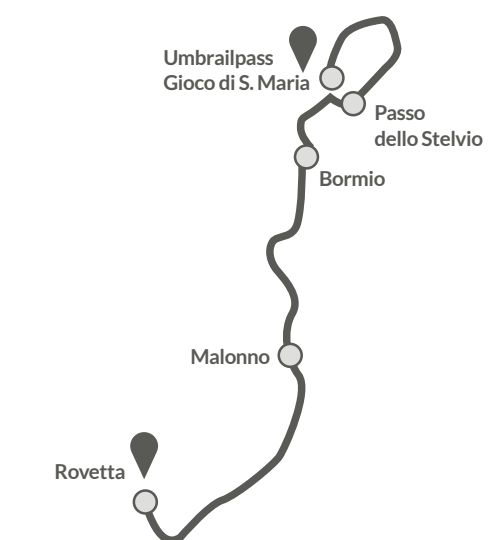 Umbrailpass
Gioco di S. Maria
Passo
dello Stelvio
Bormio
Malonno
Rovetta